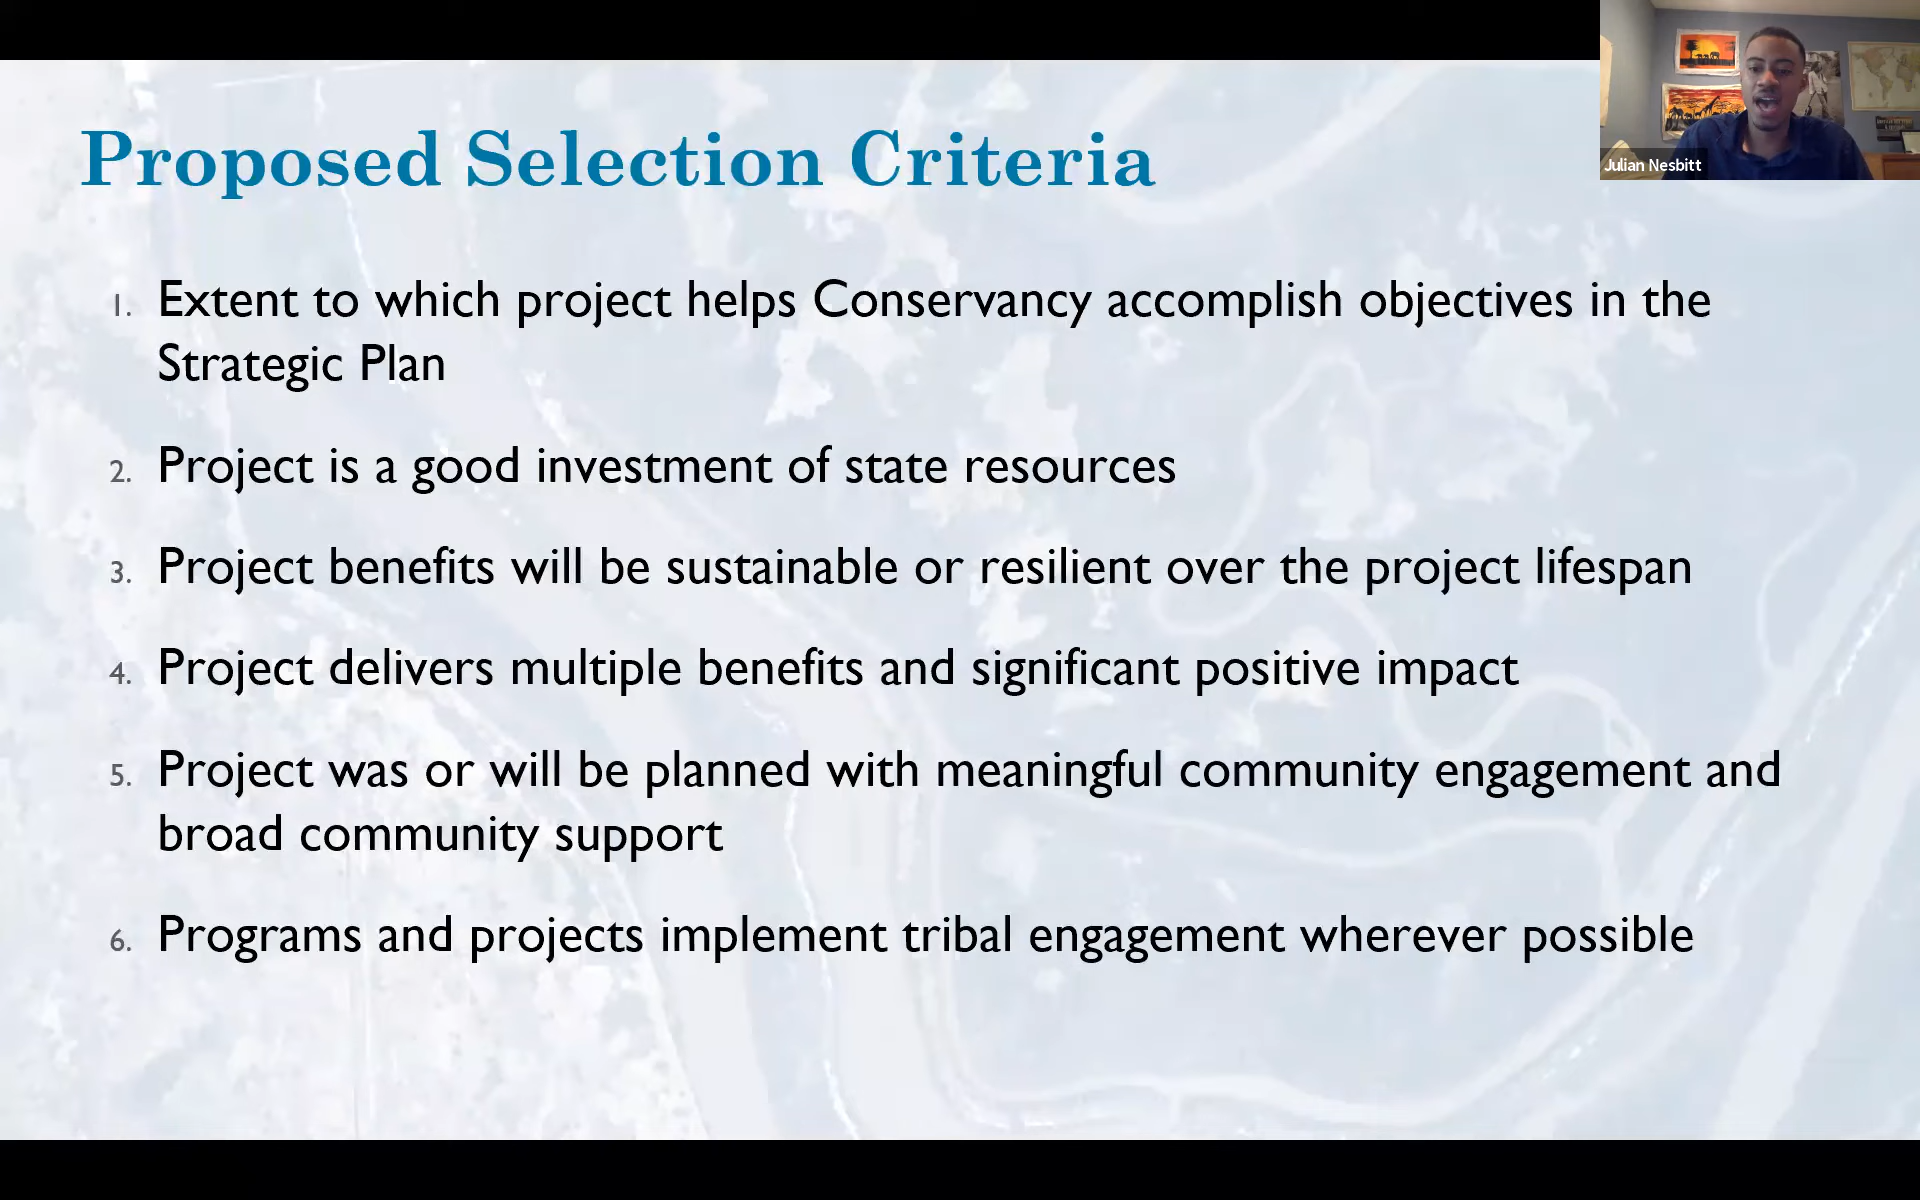 Proposed Selection Criteria
Julian Nesbitt
1. Extent to which project helps Conservancy accomplish objectives in the
Strategic Plan
2. Project is a good investment of state resources
3. Project benefits will be sustainable or resilient over the project lifespan
4. Project delivers multiple benefits and significant positive impact
5. Project was or will be planned with meaningful community engagement and
broad community support
6. Programs and projects implement tribal engagement wherever possible